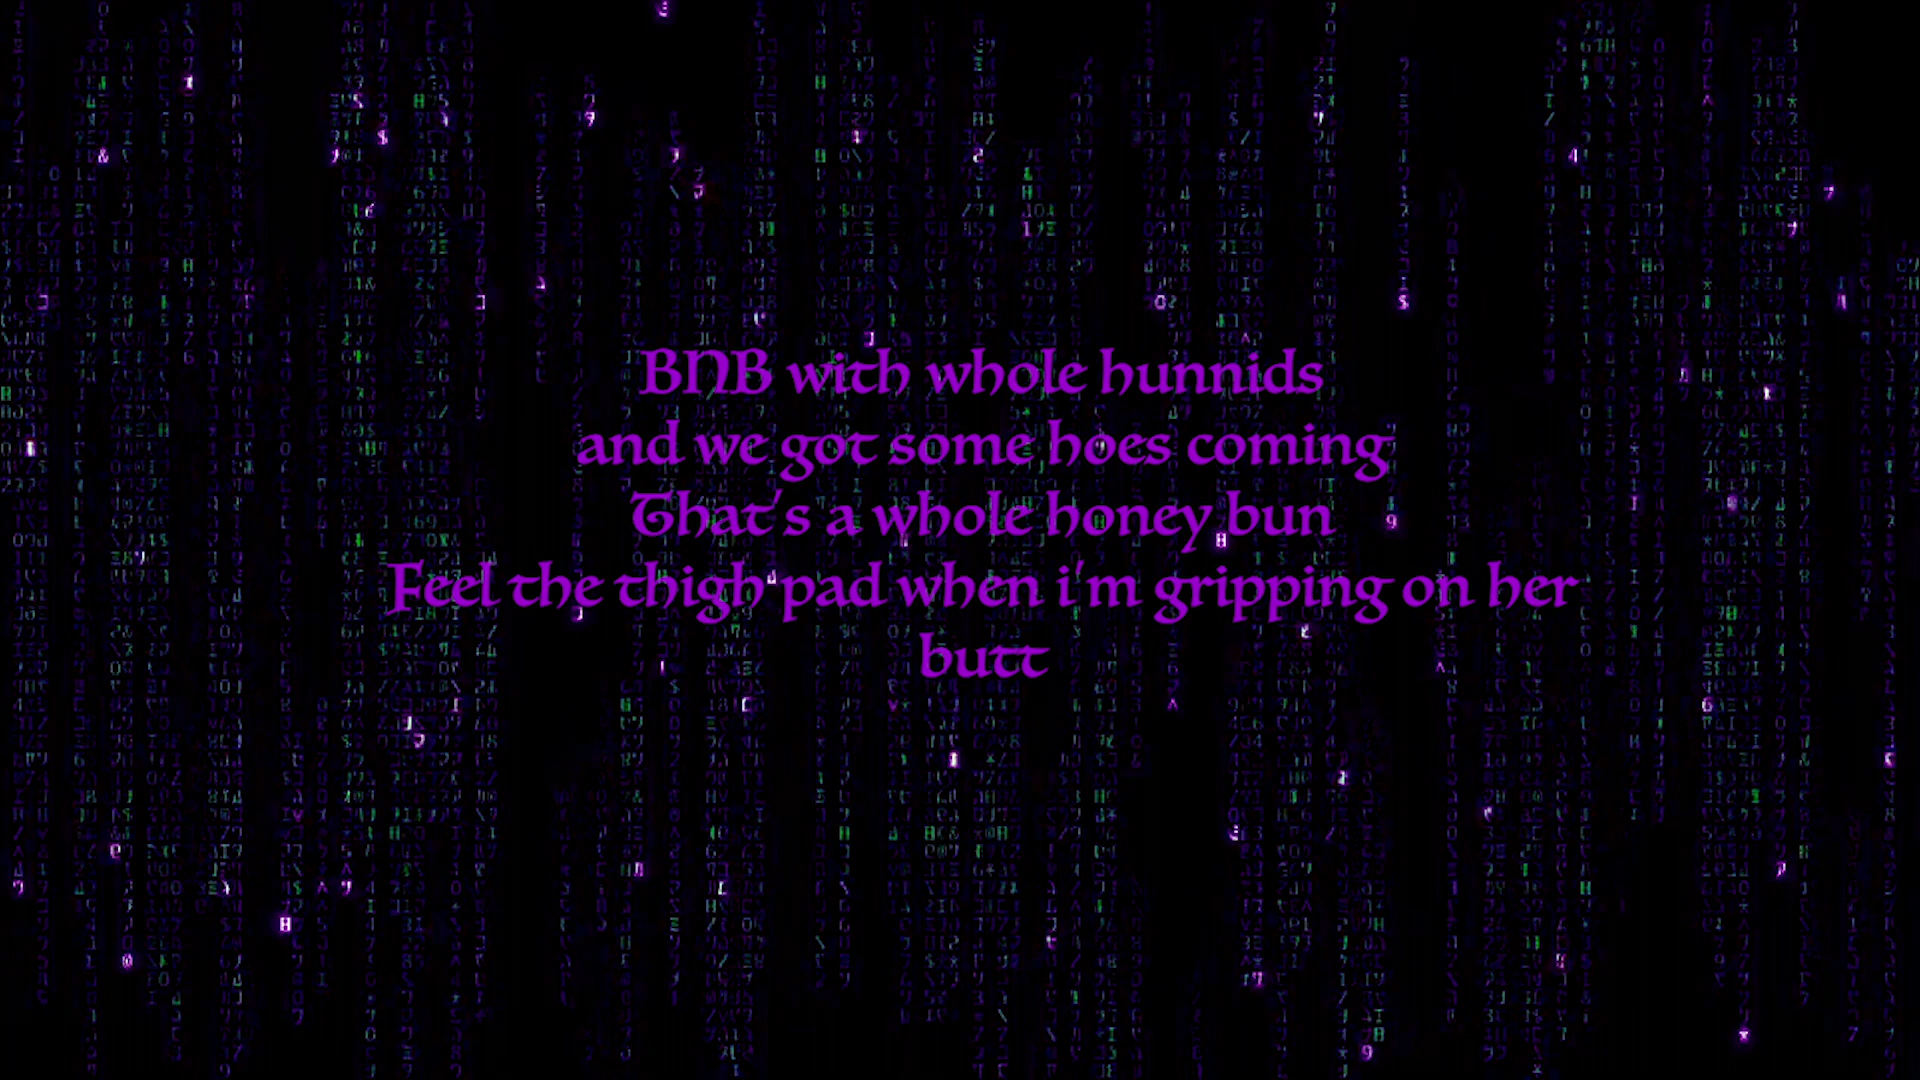 BNB with whole hunnids
and we got some hoes coming
That's a whole honey bun
Feel the thigh pad when i'm gripping on her
butt